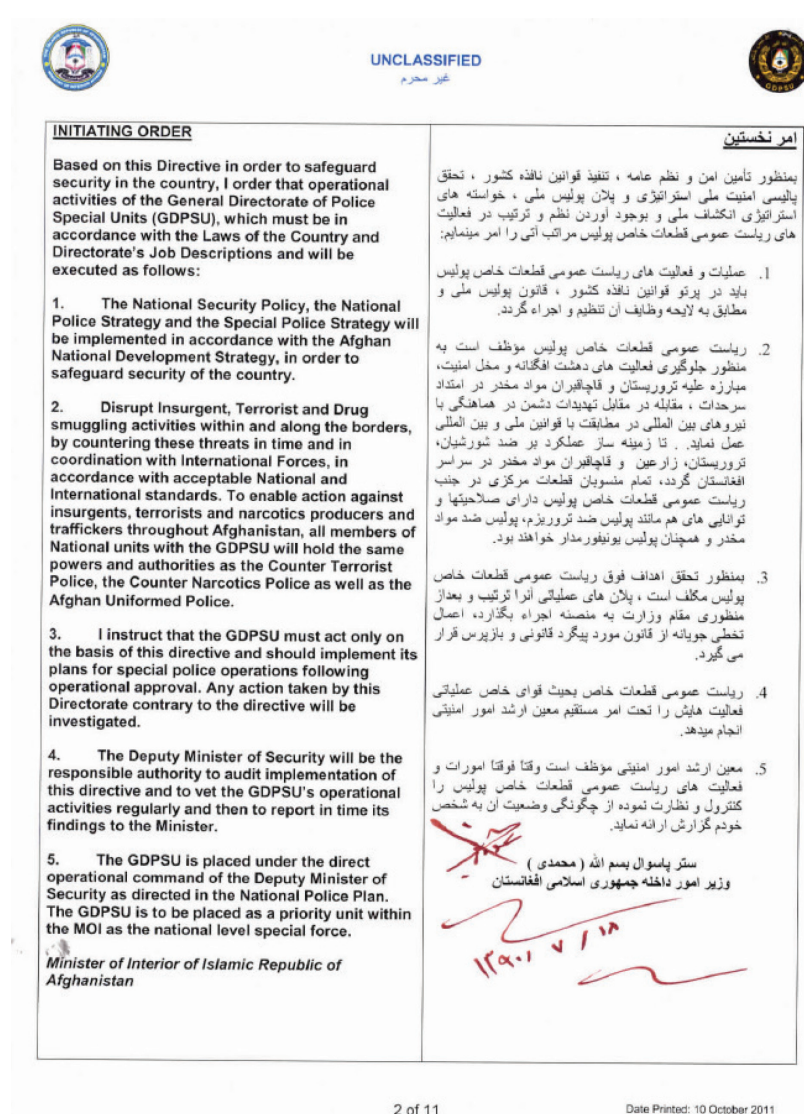 UNCLASSIFIED
غیر محرم
INITIATING ORDER
Based on this Directive in order to safeguard
security in the country, I order that operational
activities of the General Directorate of Police
Special Units (GDPSU), which must be in
accordance with the Laws of the Country and
Directorate's Job Descriptions and will be
executed as follows:
1. The National Security Policy, the National
Police Strategy and the Special Police Strategy will
be implemented in accordance with the Afghan
National Development Strategy, in order to
safeguard security of the country.
2. Disrupt Insurgent, Terrorist and Drug
smuggling activities within and along the borders,
by countering these threats in time and in
coordination with International Forces, in
accordance with acceptable National and
International standards. To enable action against
insurgents, terrorists and narcotics producers and
traffickers throughout Afghanistan, all members of
National units with the GDPSU will hold the same
powers and authorities as the Counter Terrorist
Police, the Counter Narcotics Police as well as the
Afghan Uniformed Police.
3. I instruct that the GDPSU must act only on
the basis of this directive and should implement its
plans for special police operations following
operational approval. Any action taken by this
Directorate contrary to the directive will be
investigated.
4. The Deputy Minister of Security will be the
responsible authority to audit implementation of
this directive and to vet the GDPSU's operational
activities regularly and then to report in time its
findings to the Minister.
5. The GDPSU is placed under the direct
operational command of the Deputy Minister of
Security as directed in the National Police Plan.
The GDPSU is to be placed as a priority unit within
the MOI as the national level special force.
Minister of Interior of Islamic Republic of
Afghanistan
امر نخستین
بمنظور تأمین امن و نظم عامه ، تنفیذ قوانین نافذه کشور ، تحقق
پالیسی امنیت ملی استراتیژی و پلان پولیس ملی ، خواسته های
استراتیژی انکشاف ملی و بوجود آوردن نظم و ترتیب در فعالیت
های ریاست عمومی قطعات خاص پولیس مراتب آتی را امر مینمایم:
1. عملیات و فعالیت های ریاست عمومی قطعات خاص پولیس
باید در پرتو قوانین نافذه کشور ، قانون پولیس ملی و
مطابق به لایحه وظایف آن تنظیم و اجراء گردد.
2. ریاست عمومی قطعات خاص پولیس مؤظف است به
منظور جلوگیری فعالیت های دهشت افگنانه و مخل امنیت،
مبارزه علیه تروریستان و قاچاقبران مواد مخدر در امتداد
سرحدات ، مقابله در مقابل تهدیدات دشمن در هماهنگی با
نیروهای بین المللی در مطابقت با قوانین ملی و بین المللی
عمل نماید. . تا زمینه ساز عملکرد بر ضد شورشیان،
تروریستان، زارعین و قاچاقبران مواد مخدر در سراسر
افغانستان گردد، تمام منسوبان قطعات مرکزی در جنب
ریاست عمومی قطعات خاص پولیس دارای صلاحیتها و
توانایی های هم مانند پولیس ضد تروریزم، پولیس ضد مواد
مخدر و همچنان پولیس یونیفورمدار خواهند بود.
3. بمنظور تحقق اهداف فوق ریاست عمومی قطعات خاص
پولیس مکلف است ، پلان های عملیاتی آنرا ترتیب و بعداز
منظوری مقام وزارت به منصنه اجراء بگذارد، اعمال
تخطی جویانه از قانون مورد پیگرد قانونی و بازپرس قرار
می گیرد.
4. ریاست عمومی قطعات خاص بحیث قوای خاص عملیاتی
فعالیت هایش را تحت امر مستقیم معین ارشد امور امنیتی
انجام میدهد.
5. معین ارشد امور امنیتی مؤظف است وقتاً فوقتاً امورات و
فعالیت های ریاست عمومی قطعات خاص پولیس را
کنترول و نظارت نموده از چگونگی وضعیت آن به شخص
خودم گزارش ارائه نماید.
ستر پاسوال بسم الله ( محمدی )
وزیر امور داخله جمهوری اسلامی افغانستان
۱۳۹۰/ ۷ / ۱۸
2 of 11
Date Printed: 10 October 2011